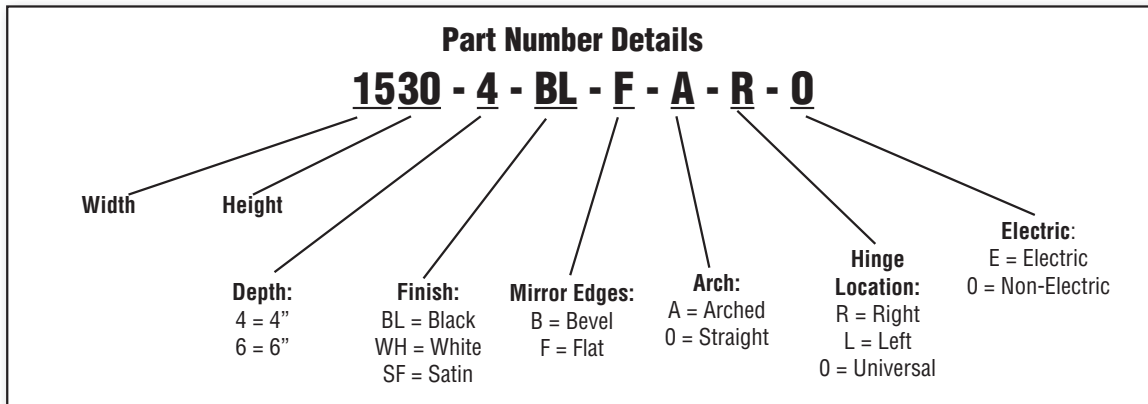 Part Number Details
1530 - 4 - BL - F - A - R - 0
Width
Height
Depth:
4 = 4”
6 = 6”
Finish:
BL = Black
WH = White
SF = Satin
Mirror Edges:
B = Bevel
F = Flat
Arch:
A = Arched
0 = Straight
Hinge
Location:
R = Right
L = Left
0 = Universal
Electric:
E = Electric
0 = Non-Electric